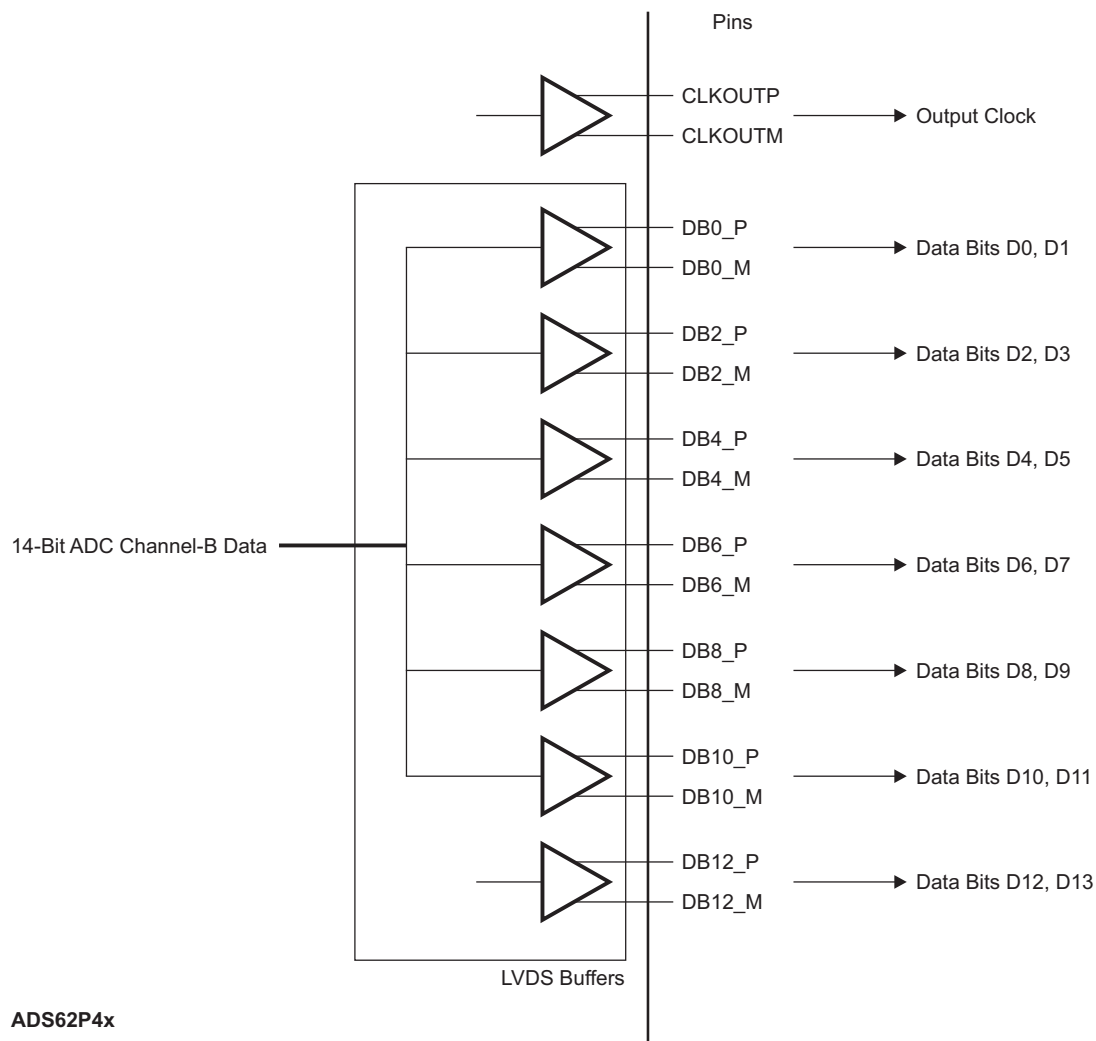 Pins
CLKOUTP
CLKOUTM
Output Clock
DB0_P
DB0_M
Data Bits D0, D1
DB2_P
DB2_M
Data Bits D2, D3
DB4_P
DB4_M
Data Bits D4, D5
14-Bit ADC Channel-B Data
DB6_P
DB6_M
Data Bits D6, D7
DB8_P
DB8_M
Data Bits D8, D9
DB10_P
DB10_M
Data Bits D10, D11
DB12_P
DB12_M
Data Bits D12, D13
LVDS Buffers
ADS62P4x